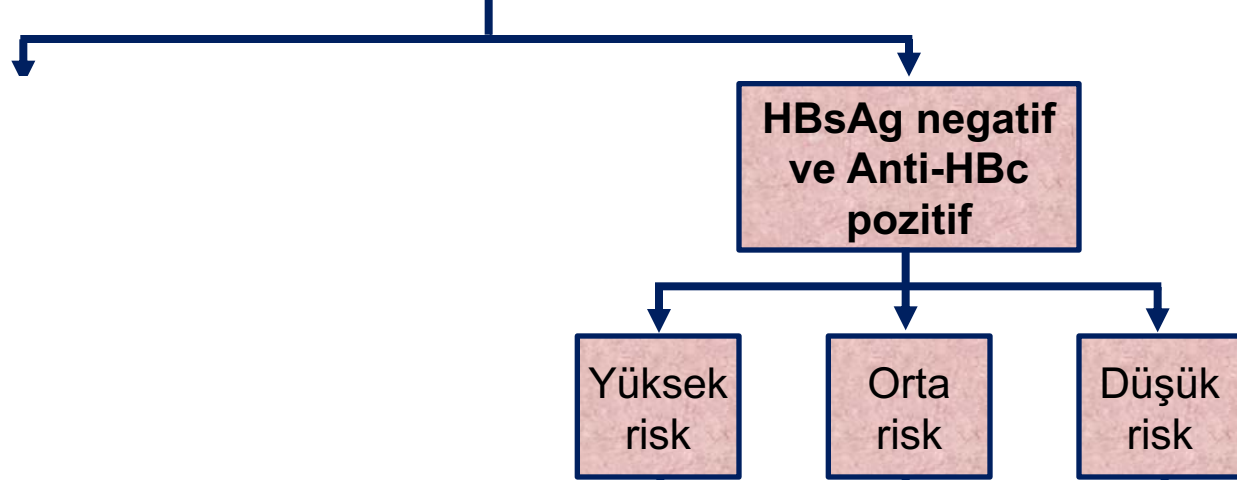 HBsAg negatif
ve Anti-HBc
pozitif
Yüksek
risk
Orta
risk
Düşük
risk